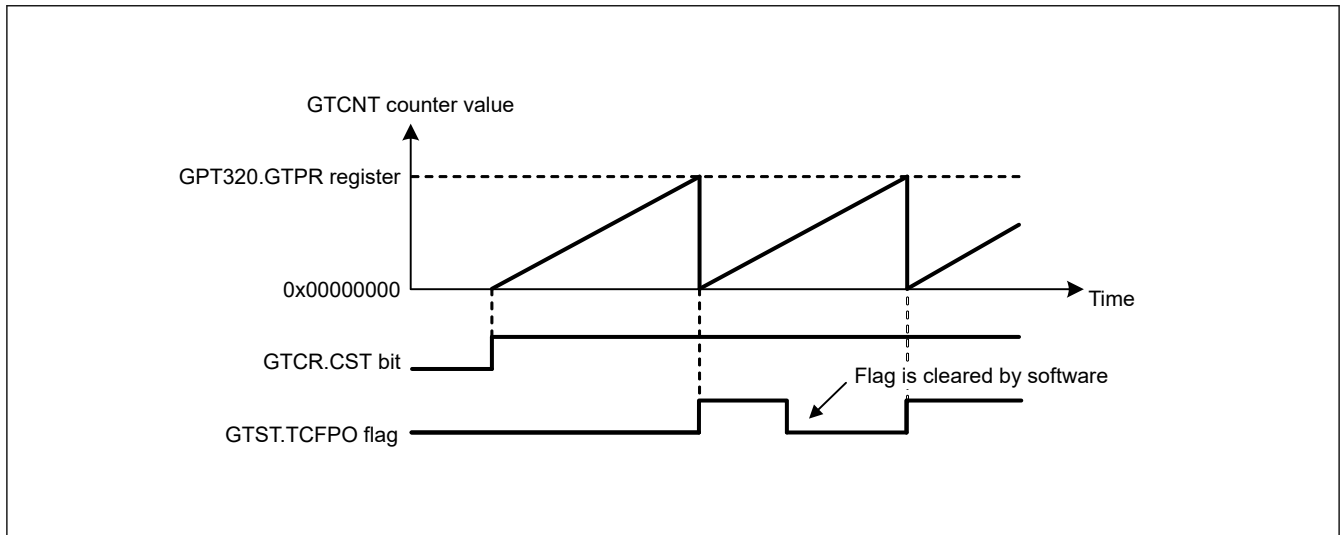 GTCNT counter value
GPT320.GTPR register
0x00000000
Time
GTCR.CST bit
Flag is cleared by software
GTST.TCFPO flag